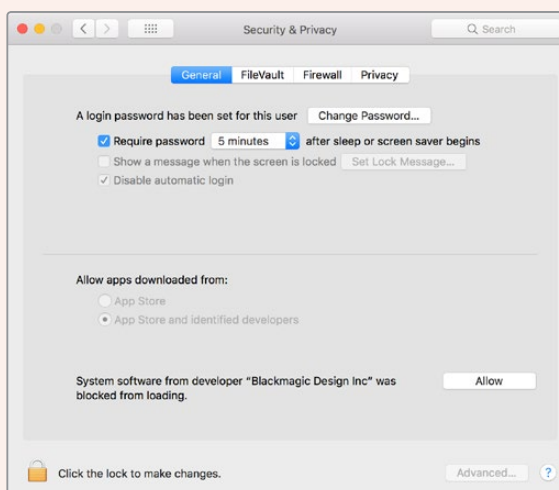 Security & Privacy
Search
General FileVault Firewall Privacy
A login password has been set for this user Change Password...
Require password 5 minutes after sleep or screen saver begins
Show a message when the screen is locked Set Lock Message...
Disable automatic login
Allow apps downloaded from:
App Store
App Store and identified developers
System software from developer “Blackmagic Design Inc” was Allow
blocked from loading.
Click the lock to make changes. Advanced... ?